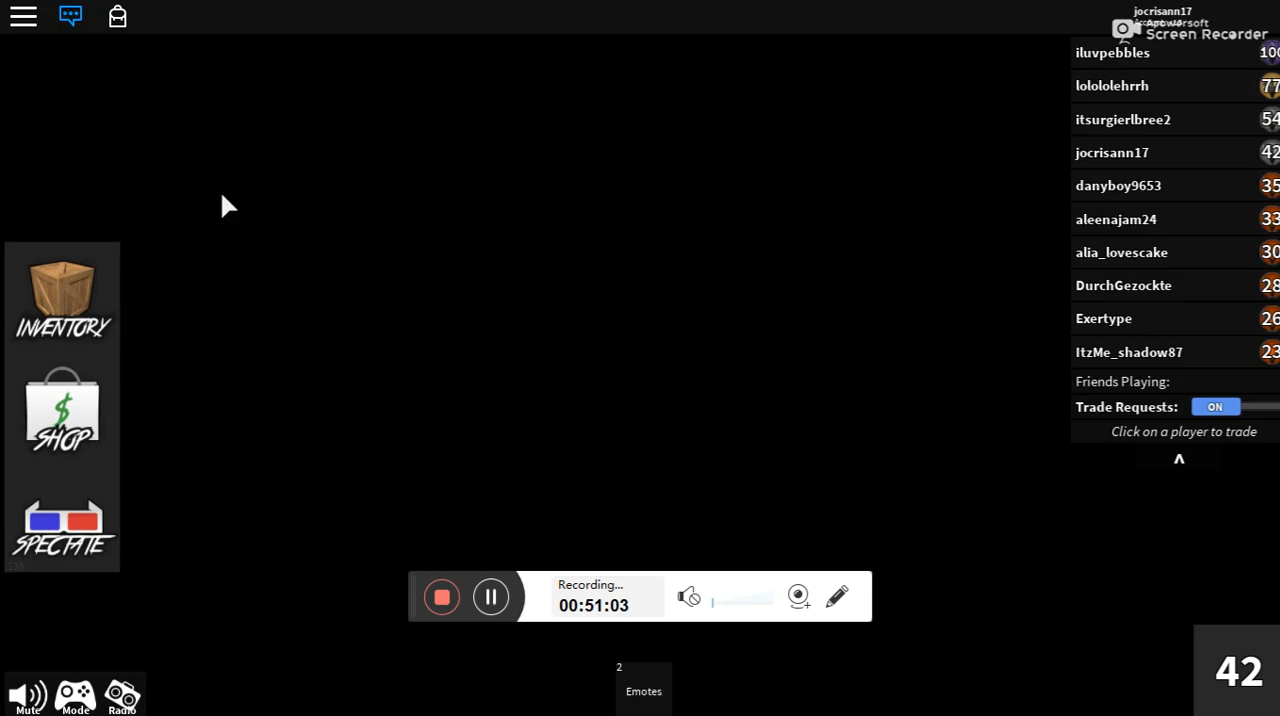 jocrisann17
Screen Recorder
iluvpebbles 100
lolololehrrh 77
itsurgierlbree2 54
jocrisann17 42
danyboy9653 35
aleenajam24 33
alia_lovescake 30
DurchGezockte 28
Exertype 26
ItzMe_shadow87 23
Friends Playing:
Trade Requests: ON
Click on a player to trade
^
INVENTORY
$
SHOP
SPECTATE
135
Recording...
00:51:03
2
Emotes
42
Mute Mode Radio